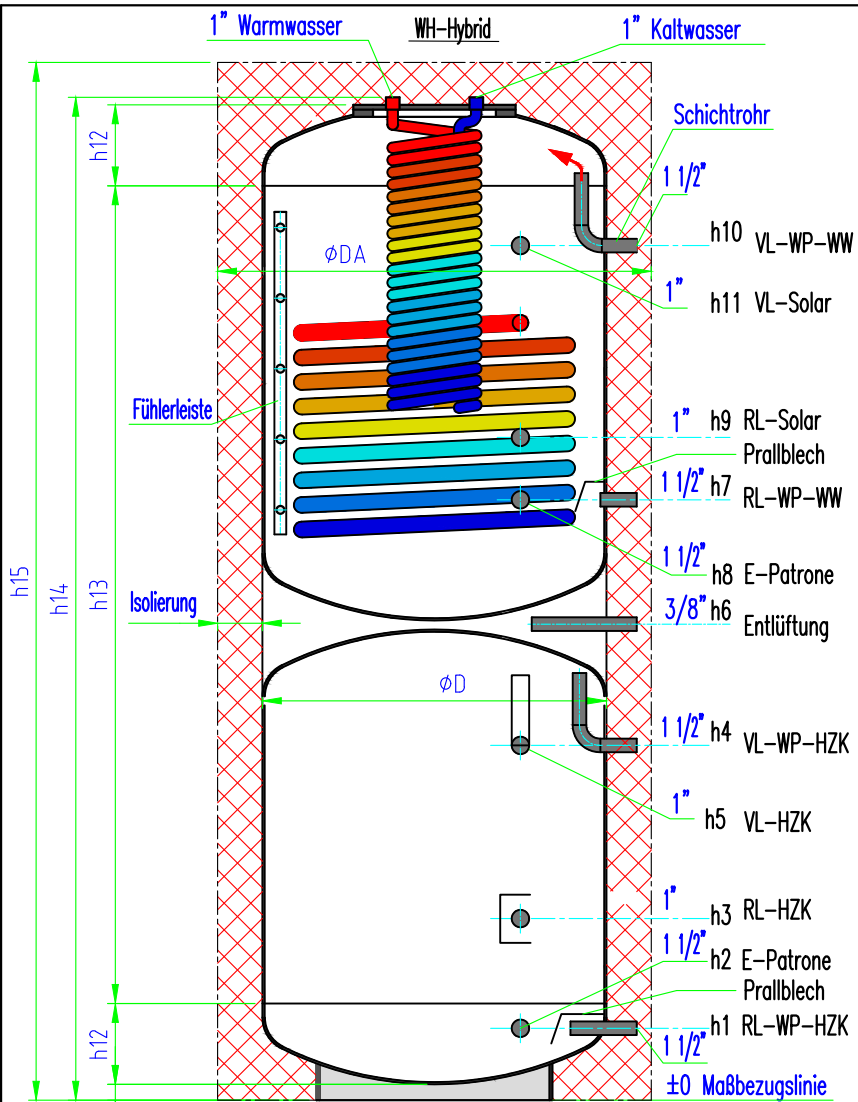 1" Warmwasser
WH-Hybrid
1" Kaltwasser
Schichtrohr
h12
1 1/2"
h10 VL-WP-WW
ϕDA
1"
h11 VL-Solar
Fühlerleiste
1" h9 RL-Solar
Prallblech
1 1/2" h7
RL-WP-WW
1 1/2"
h8 E-Patrone
h15
h14
h13
Isolierung
3/8" h6
Entlüftung
ϕD
1 1/2" h4
VL-WP-HZK
1"
h5 VL-HZK
1"
h3 RL-HZK
1 1/2"
h2 E-Patrone
Prallblech
h12
h1 RL-WP-HZK
1 1/2"
±0 Maßbezugslinie